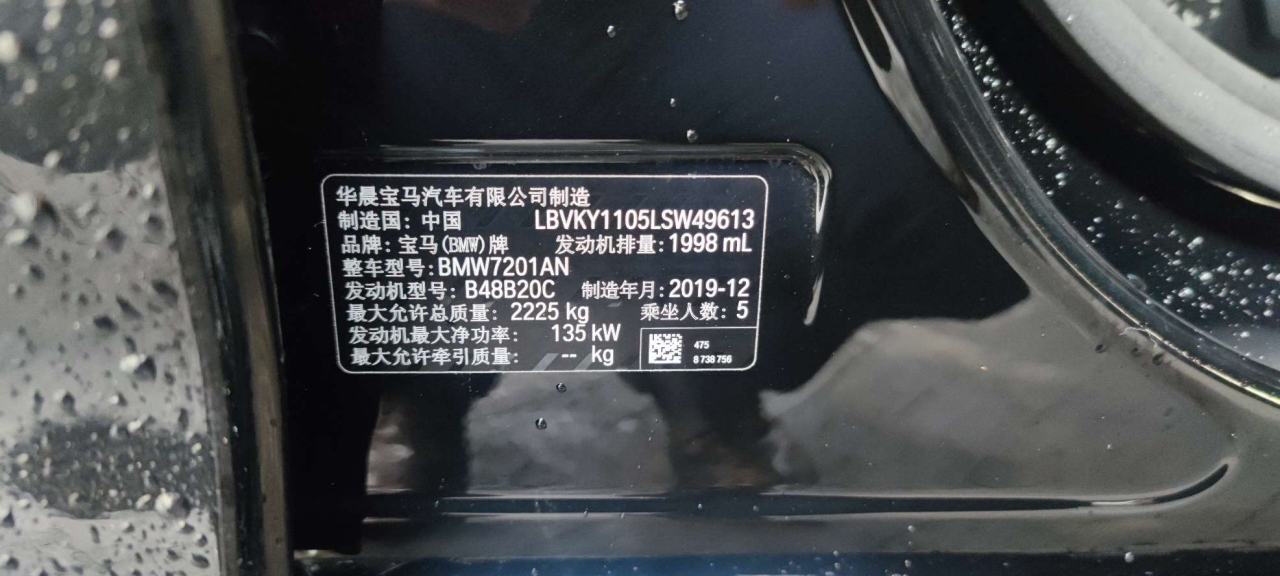 华晨宝马汽车有限公司制造
制造国: 中国 LBVKY1105LSW49613
品牌: 宝马(BMW)牌 发动机排量: 1998 mL
整车型号: BMW7201AN
发动机型号: B48B20C 制造年月: 2019-12
最大允许总质量: 2225 kg 乘坐人数: 5
发动机最大净功率: 135 kW
最大允许牵引质量: -- kg
475
8 738 756